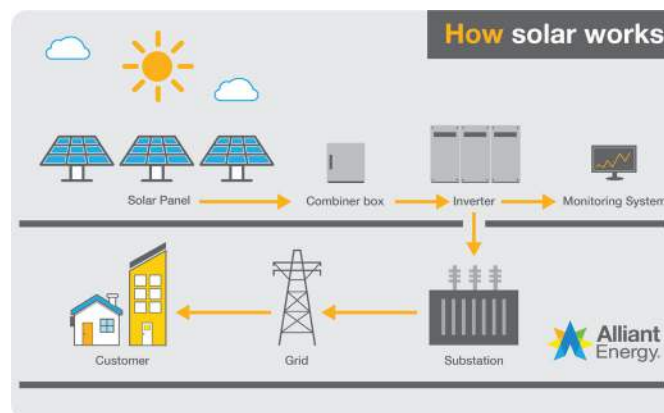 How solar works
Solar Panel
Combiner box
Inverter
Monitoring System
Customer
Grid
Substation
Alliant
Energy.